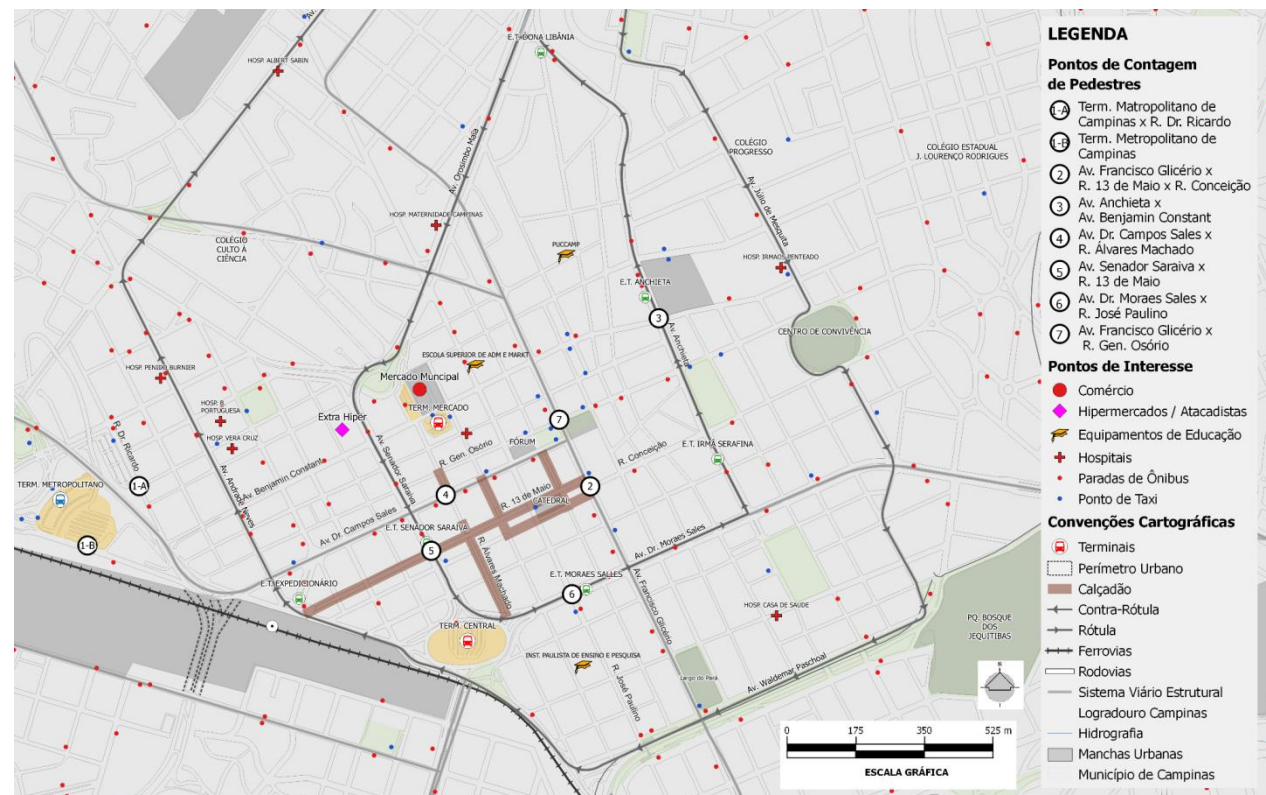 E.T. DONA LIBÂNIA
HOSP. ALBERT SABIN
Av. Orosimbo Maia
COLÉGIO
PROGRESSO
COLÉGIO ESTADUAL
J. LOURENÇO RODRIGUES
Av. Júlio de Mesquita
HOSP. MATERNIDADE CAMPINAS
COLÉGIO
CULTO À
CIÊNCIA
PUCCAMP
HOSP. IRMÃOS PENTEADO
E.T. ANCHIETA
3
Av. Anchieta
CENTRO DE CONVIVÊNCIA
ESCOLA SUPERIOR DE ADM E MARKT
HOSP. PENIDO BURNIER
Mercado Muncipal
HOSP. B.
PORTUGUESA
TERM. MERCADO
Extra Hiper
7
R. Dr. Ricardo
HOSP. VERA CRUZ
R. Gen. Osório
FÓRUM
R. Conceição
E.T. IRMÃ SERAFINA
Av. Benjamin Constant
Av. Senador Saraiva
Av. Andrade Neves
TERM. METROPOLITANO
1-A
4
R. 13 de Maio
CATEDRAL
2
Av. Dr. Campos Sales
E.T. SENADOR SARAIVA
1-B
5
R. Álvares Machado
Av. Dr. Moraes Sales
E.T. EXPEDICIONÁRIO
E.T. MORAES SALLES
6
Av. Francisco Glicério
HOSP. CASA DE SAÚDE
TERM. CENTRAL
PQ. BOSQUE
DOS
JEQUITIBAS
INST. PAULISTA DE ENSINO E PESQUISA
R. José Paulino
Largo do Pará
Av. Waldemar Paschoal
0 175 350 525 m
ESCALA GRÁFICA
LEGENDA
Pontos de Contagem
de Pedestres
1-A Term. Matropolitano de
Campinas x R. Dr. Ricardo
1-B Term. Metropolitano de
Campinas
2 Av. Francisco Glicério x
R. 13 de Maio x R. Conceição
3 Av. Anchieta x
Av. Benjamin Constant
4 Av. Dr. Campos Sales x
R. Álvares Machado
5 Av. Senador Saraiva x
R. 13 de Maio
6 Av. Dr. Moraes Sales x
R. José Paulino
7 Av. Francisco Glicério x
R. Gen. Osório
Pontos de Interesse
Comércio
Hipermercados / Atacadistas
Equipamentos de Educação
Hospitais
Paradas de Ônibus
Ponto de Taxi
Convenções Cartográficas
Terminais
Perímetro Urbano
Calçadão
Contra-Rótula
Rótula
Ferrovias
Rodovias
Sistema Viário Estrutural
Logradouro Campinas
Hidrografia
Manchas Urbanas
Município de Campinas